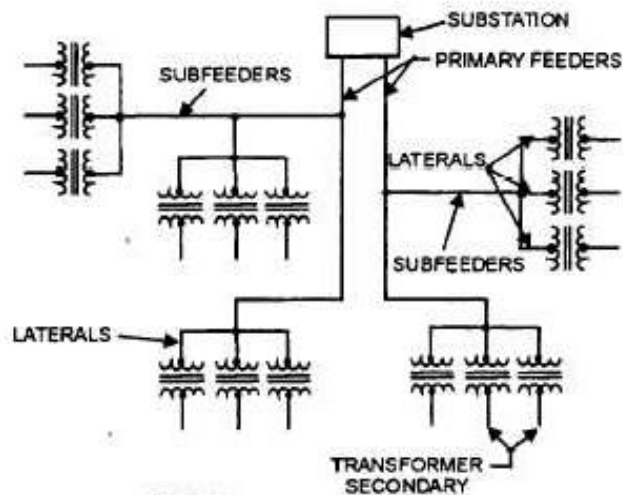 SUBSTATION
PRIMARY FEEDERS
SUBFEEDERS
LATERALS
SUBFEEDERS
LATERALS
TRANSFORMER
SECONDARY